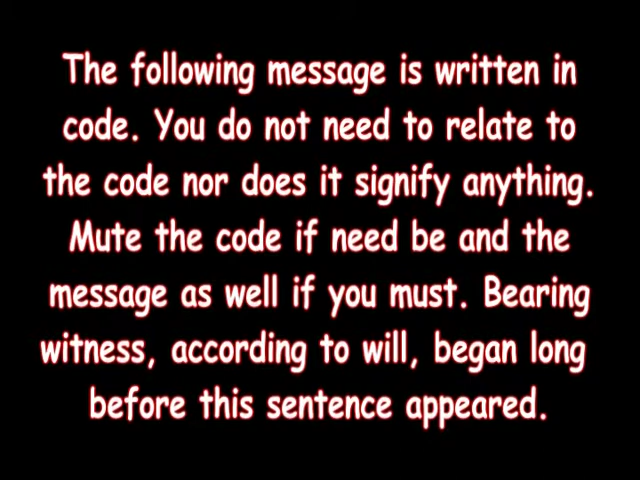 The following message is written in
code. You do not need to relate to
the code nor does it signify anything.
Mute the code if need be and the
message as well if you must. Bearing
witness, according to will, began long
before this sentence appeared.